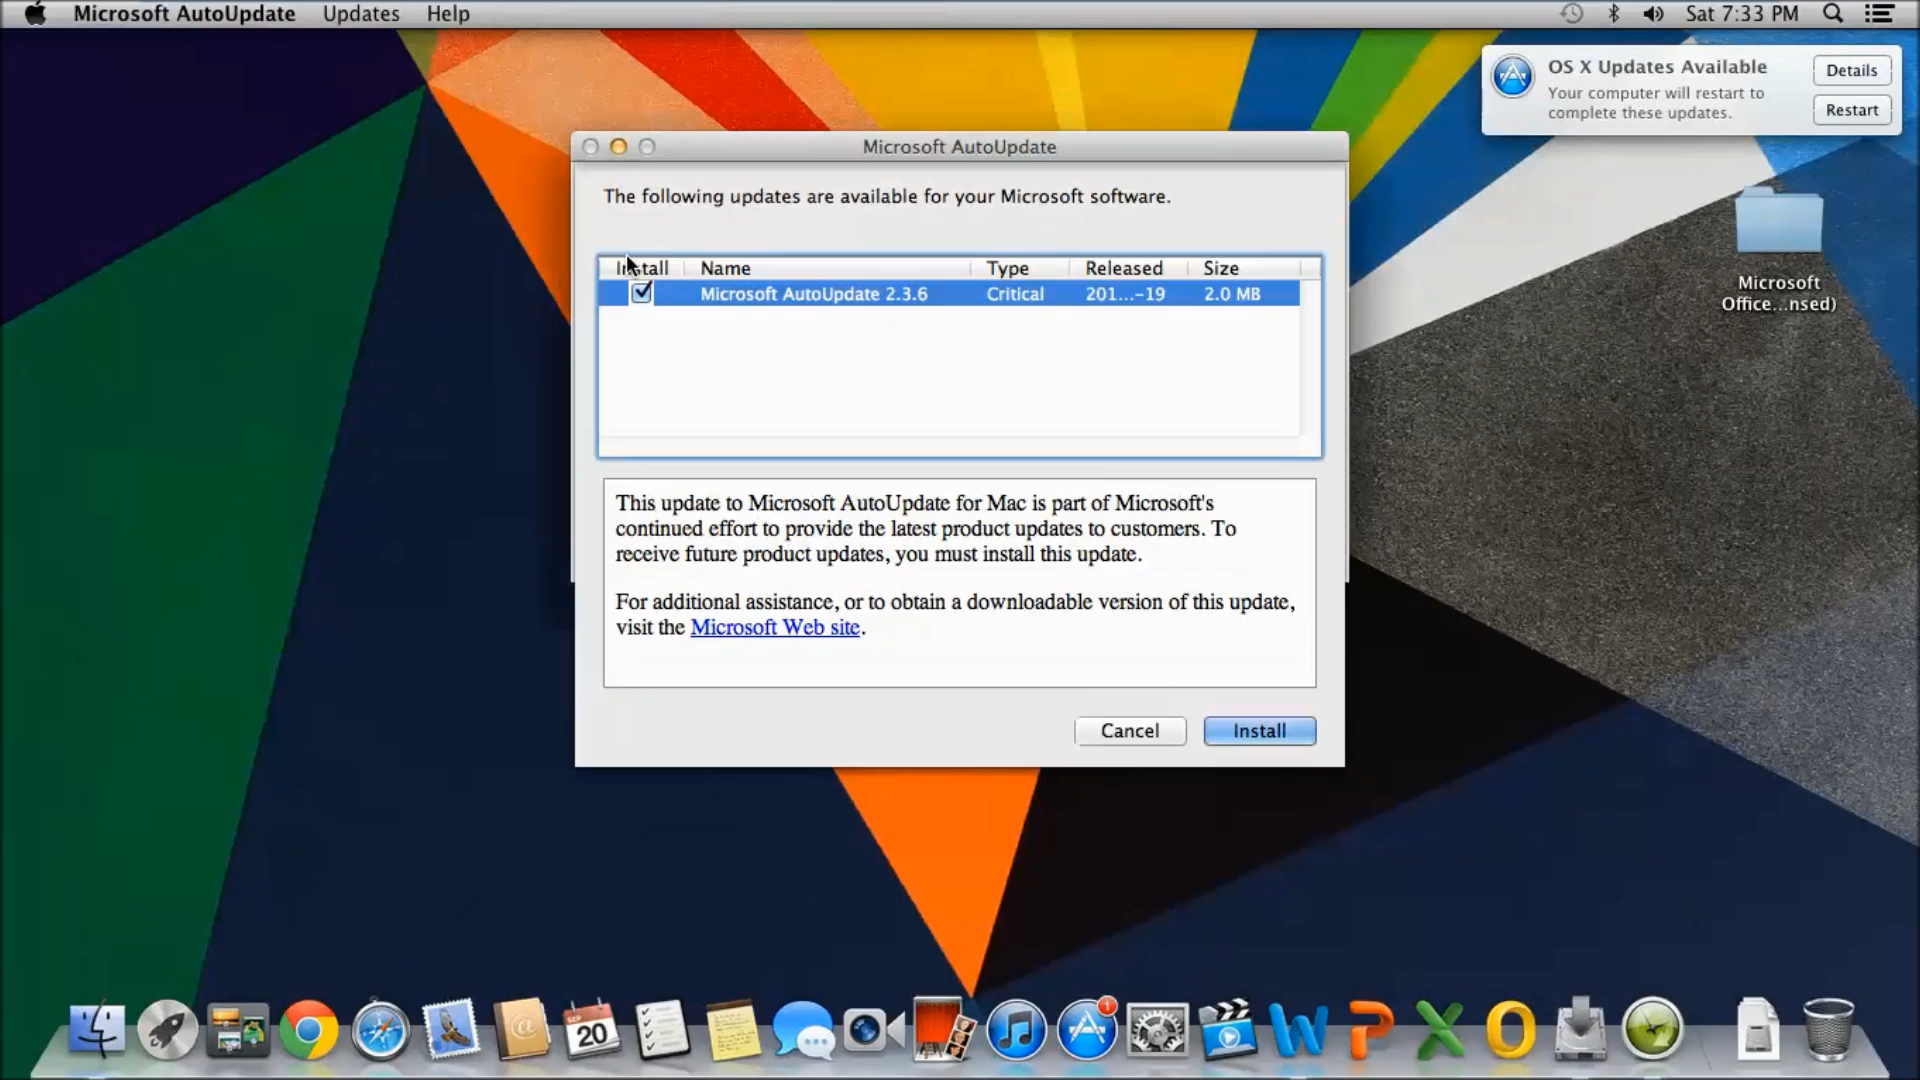 Microsoft AutoUpdate Updates Help
Sat 7:33 PM
OS X Updates Available
Your computer will restart to
complete these updates.
Details
Restart
Microsoft AutoUpdate
The following updates are available for your Microsoft software.
Install Name Type Released Size
Microsoft AutoUpdate 2.3.6 Critical 201...-19 2.0 MB
This update to Microsoft AutoUpdate for Mac is part of Microsoft's
continued effort to provide the latest product updates to customers. To
receive future product updates, you must install this update.
For additional assistance, or to obtain a downloadable version of this update,
visit the Microsoft Web site.
Cancel Install
Microsoft
Office...nsed)
SEP
20
1